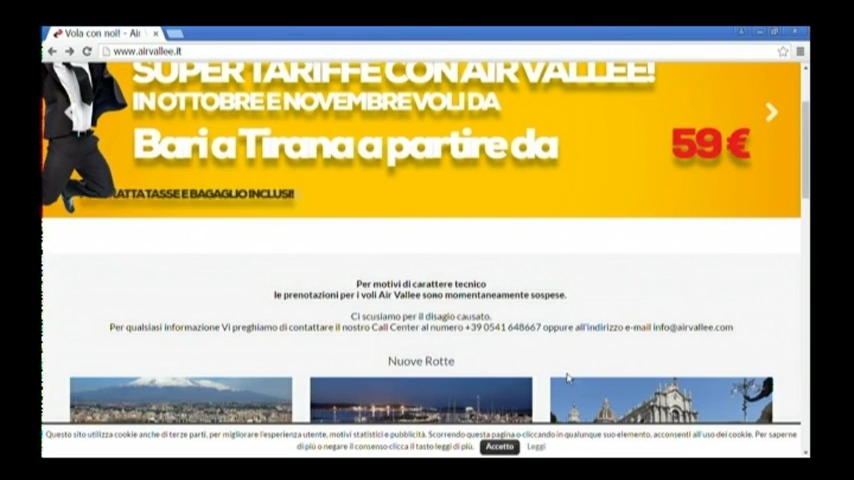 Vola con noi! - Air
www.airvallee.it
SUPER TARIFFE CON AIR VALLEE!
IN OTTOBRE E NOVEMBRE VOLI DA
Bari a Tirana a partire da 59 €
RATTA TASSE E BAGAGLIO INCLUSI!
Per motivi di carattere tecnico
le prenotazioni per i voli Air Vallee sono momentaneamente sospese.
Ci scusiamo per il disagio causato.
Per qualsiasi informazione Vi preghiamo di contattare il nostro Call Center al numero +39 0541 648667 oppure all'indirizzo e-mail info@airvallee.com
Nuove Rotte
Questo sito utilizza cookie anche di terze parti, per migliorare l'esperienza utente, motivi statistici e pubblicità. Scorrendo questa pagina o cliccando in qualunque suo elemento, acconsenti all'uso dei cookie. Per saperne
di più o negare il consenso clicca il tasto leggi di più. Accetto Leggi